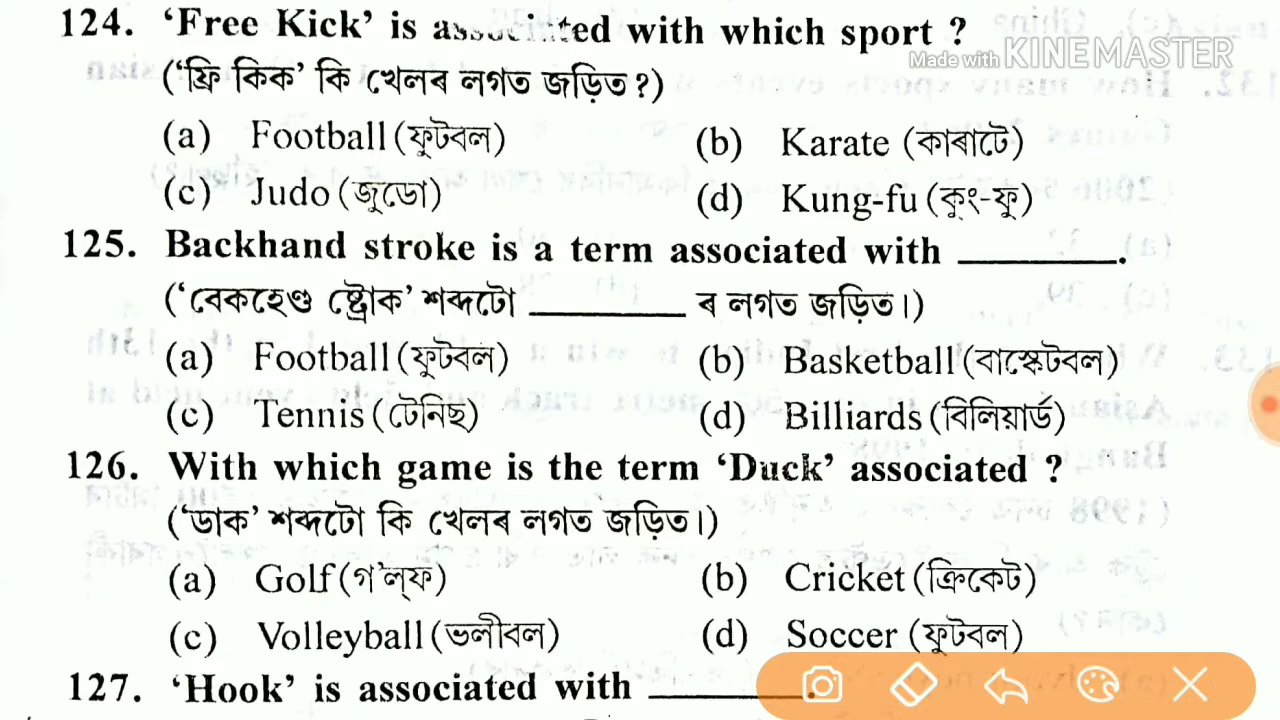 124. ‘Free Kick’ is associated with which sport ?
Made with KINEMASTER
(‘ফ্ৰি কিক’ কি খেলৰ লগত জড়িত?)
(a) Football (ফুটবল) (b) Karate (কাৰাটে)
(c) Judo (জুডো) (d) Kung-fu (কুং-ফু)
125. Backhand stroke is a term associated with ________.
(‘বেকহেণ্ড ষ্ট্ৰোক’ শব্দটো ________ ৰ লগত জড়িত।)
(a) Football (ফুটবল) (b) Basketball (বাস্কেটবল)
(c) Tennis (টেনিছ) (d) Billiards (বিলিয়াৰ্ড)
126. With which game is the term ‘Duck’ associated ?
(‘ডাক’ শব্দটো কি খেলৰ লগত জড়িত।)
(a) Golf (গ'ল্ফ) (b) Cricket (ক্ৰিকেট)
(c) Volleyball (ভলীবল) (d) Soccer (ফুটবল)
127. ‘Hook’ is associated with ________.